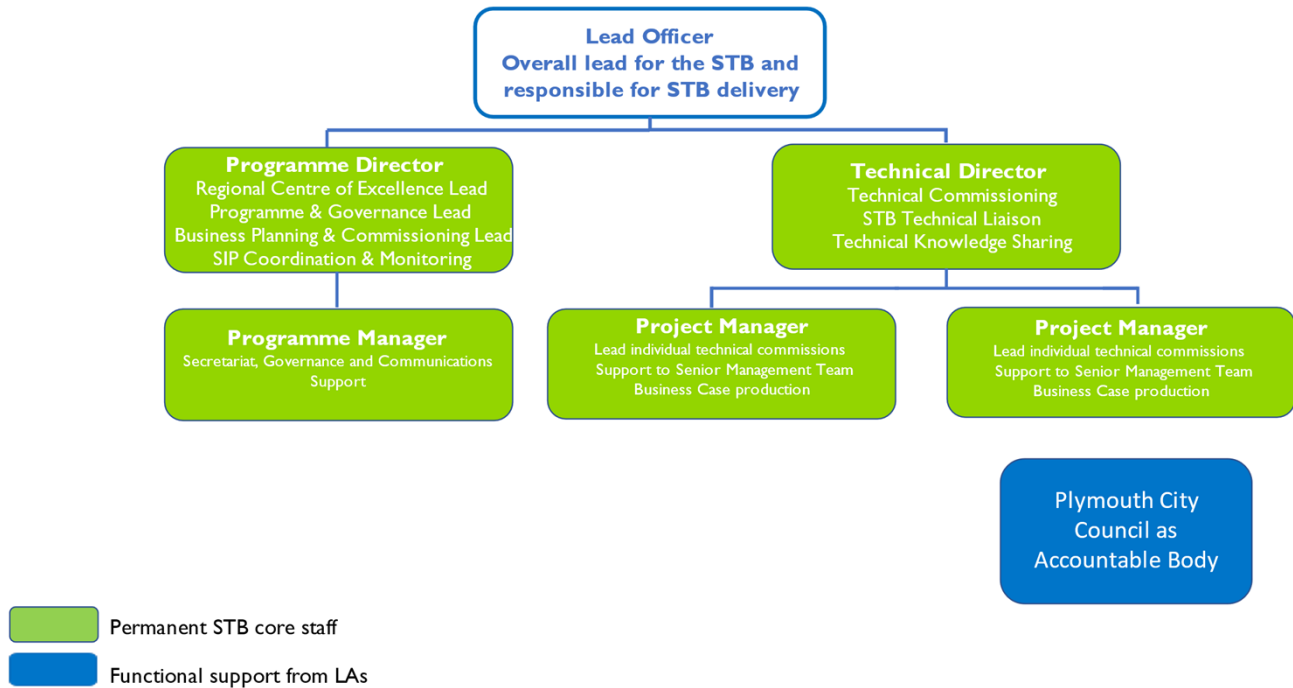 Lead Officer
Overall lead for the STB and
responsible for STB delivery
Programme Director
Regional Centre of Excellence Lead
Programme & Governance Lead
Business Planning & Commissioning Lead
SIP Coordination & Monitoring
Technical Director
Technical Commissioning
STB Technical Liaison
Technical Knowledge Sharing
Programme Manager
Secretariat, Governance and Communications
Support
Project Manager
Lead individual technical commissions
Support to Senior Management Team
Business Case production
Project Manager
Lead individual technical commissions
Support to Senior Management Team
Business Case production
Plymouth City
Council as
Accountable Body
Permanent STB core staff
Functional support from LAs